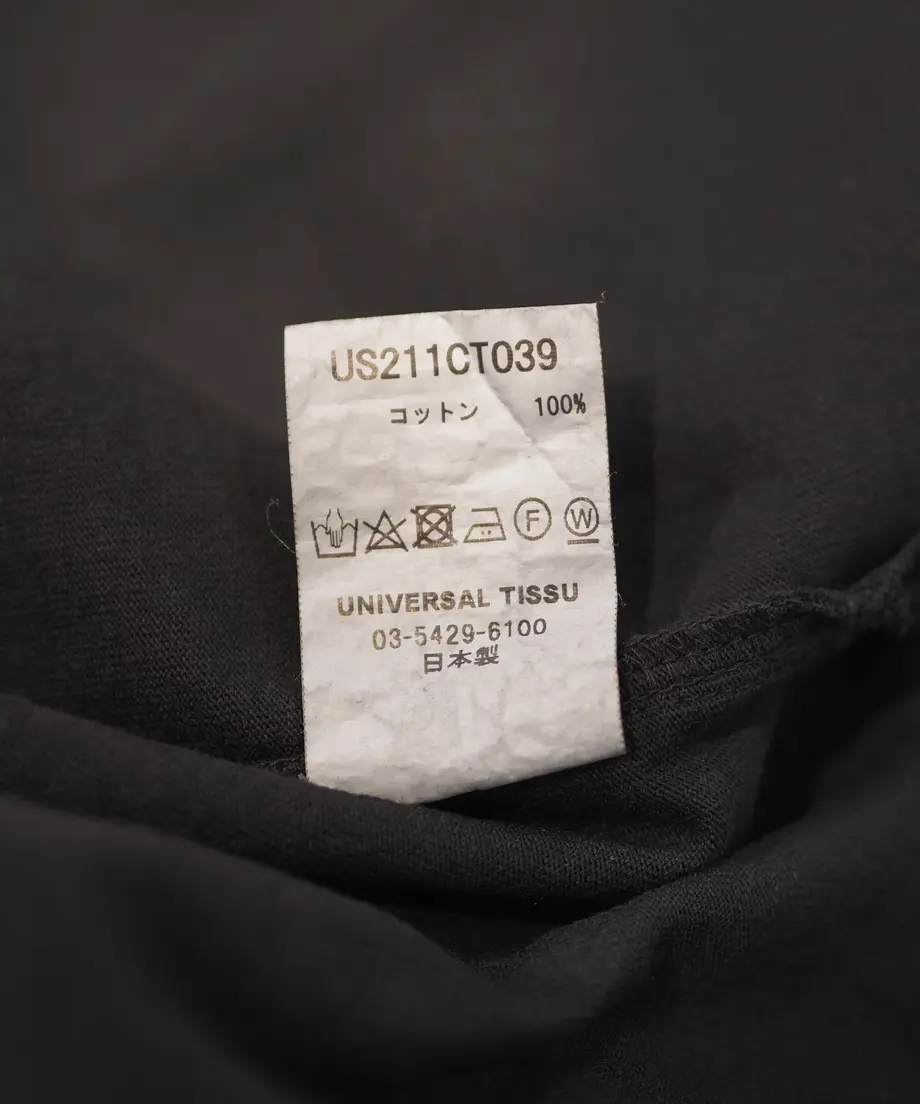 US211CT039
コットン 100%
F W
UNIVERSAL TISSU
03-5429-6100
日本製